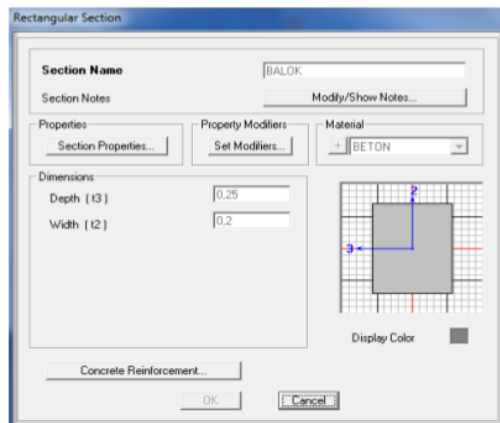 Rectangular Section
Section Name BALOK
Section Notes Modify/Show Notes...
Properties Property Modifiers Material
Section Properties... Set Modifiers... + BETON
Dimensions
Depth ( t3 ) 0,25
Width ( t2 ) 0,2
2
3
Display Color
Concrete Reinforcement...
OK Cancel